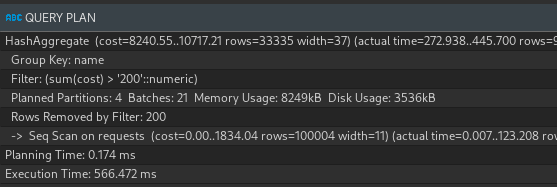 ABC QUERY PLAN
HashAggregate (cost=8240.55..10717.21 rows=33335 width=37) (actual time=272.938..445.700 rows=9
Group Key: name
Filter: (sum(cost) > '200'::numeric)
Planned Partitions: 4 Batches: 21 Memory Usage: 8249kB Disk Usage: 3536kB
Rows Removed by Filter: 200
-> Seq Scan on requests (cost=0.00..1834.04 rows=100004 width=11) (actual time=0.007..123.208 row
Planning Time: 0.174 ms
Execution Time: 566.472 ms